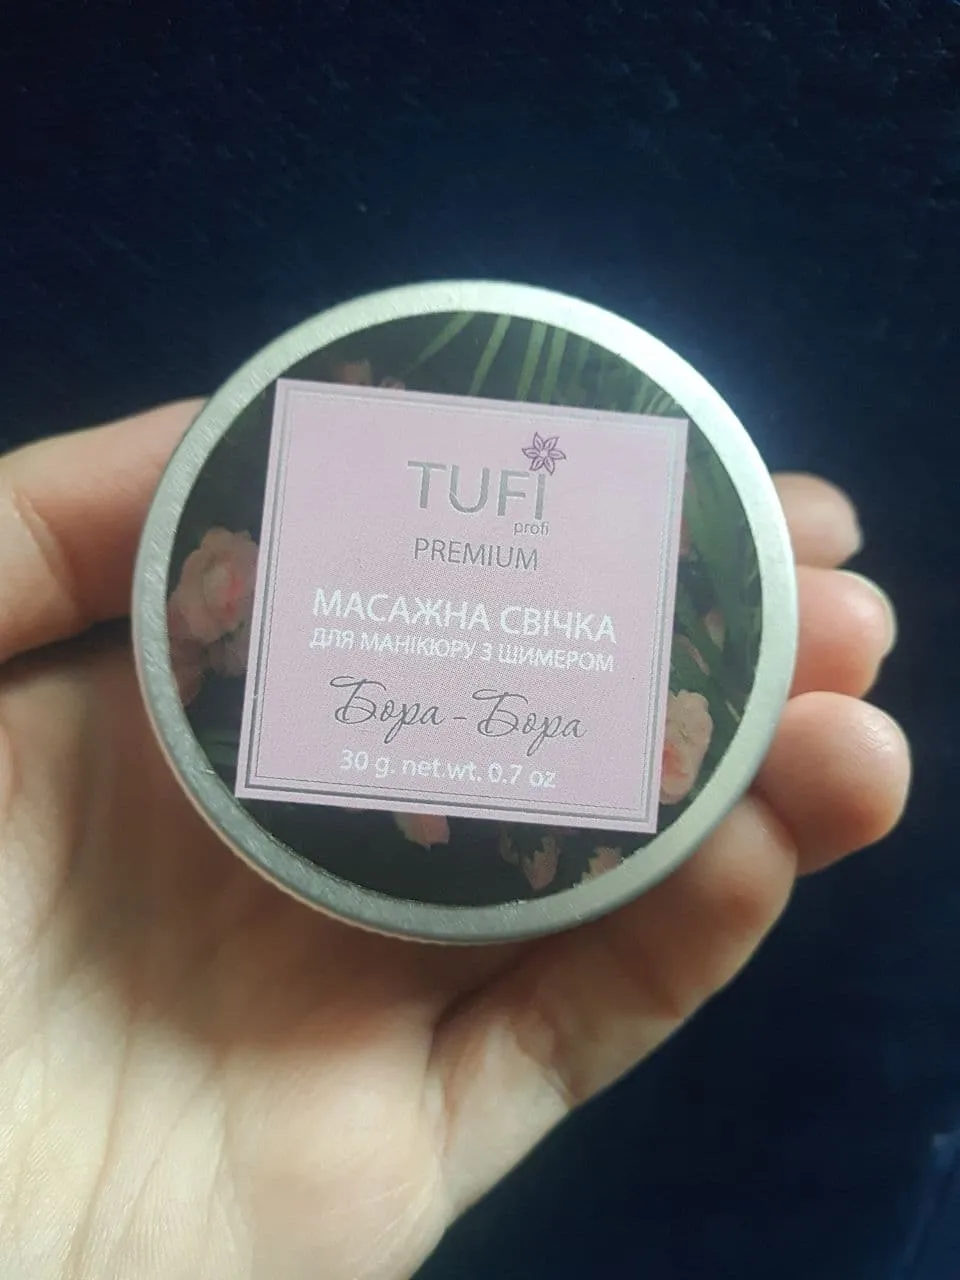 TUFI
profi
PREMIUM
МАСАЖНА СВІЧКА
ДЛЯ МАНІКЮРУ З ШИМЕРОМ
Бора - Бора
30 g. net.wt. 0.7 oz